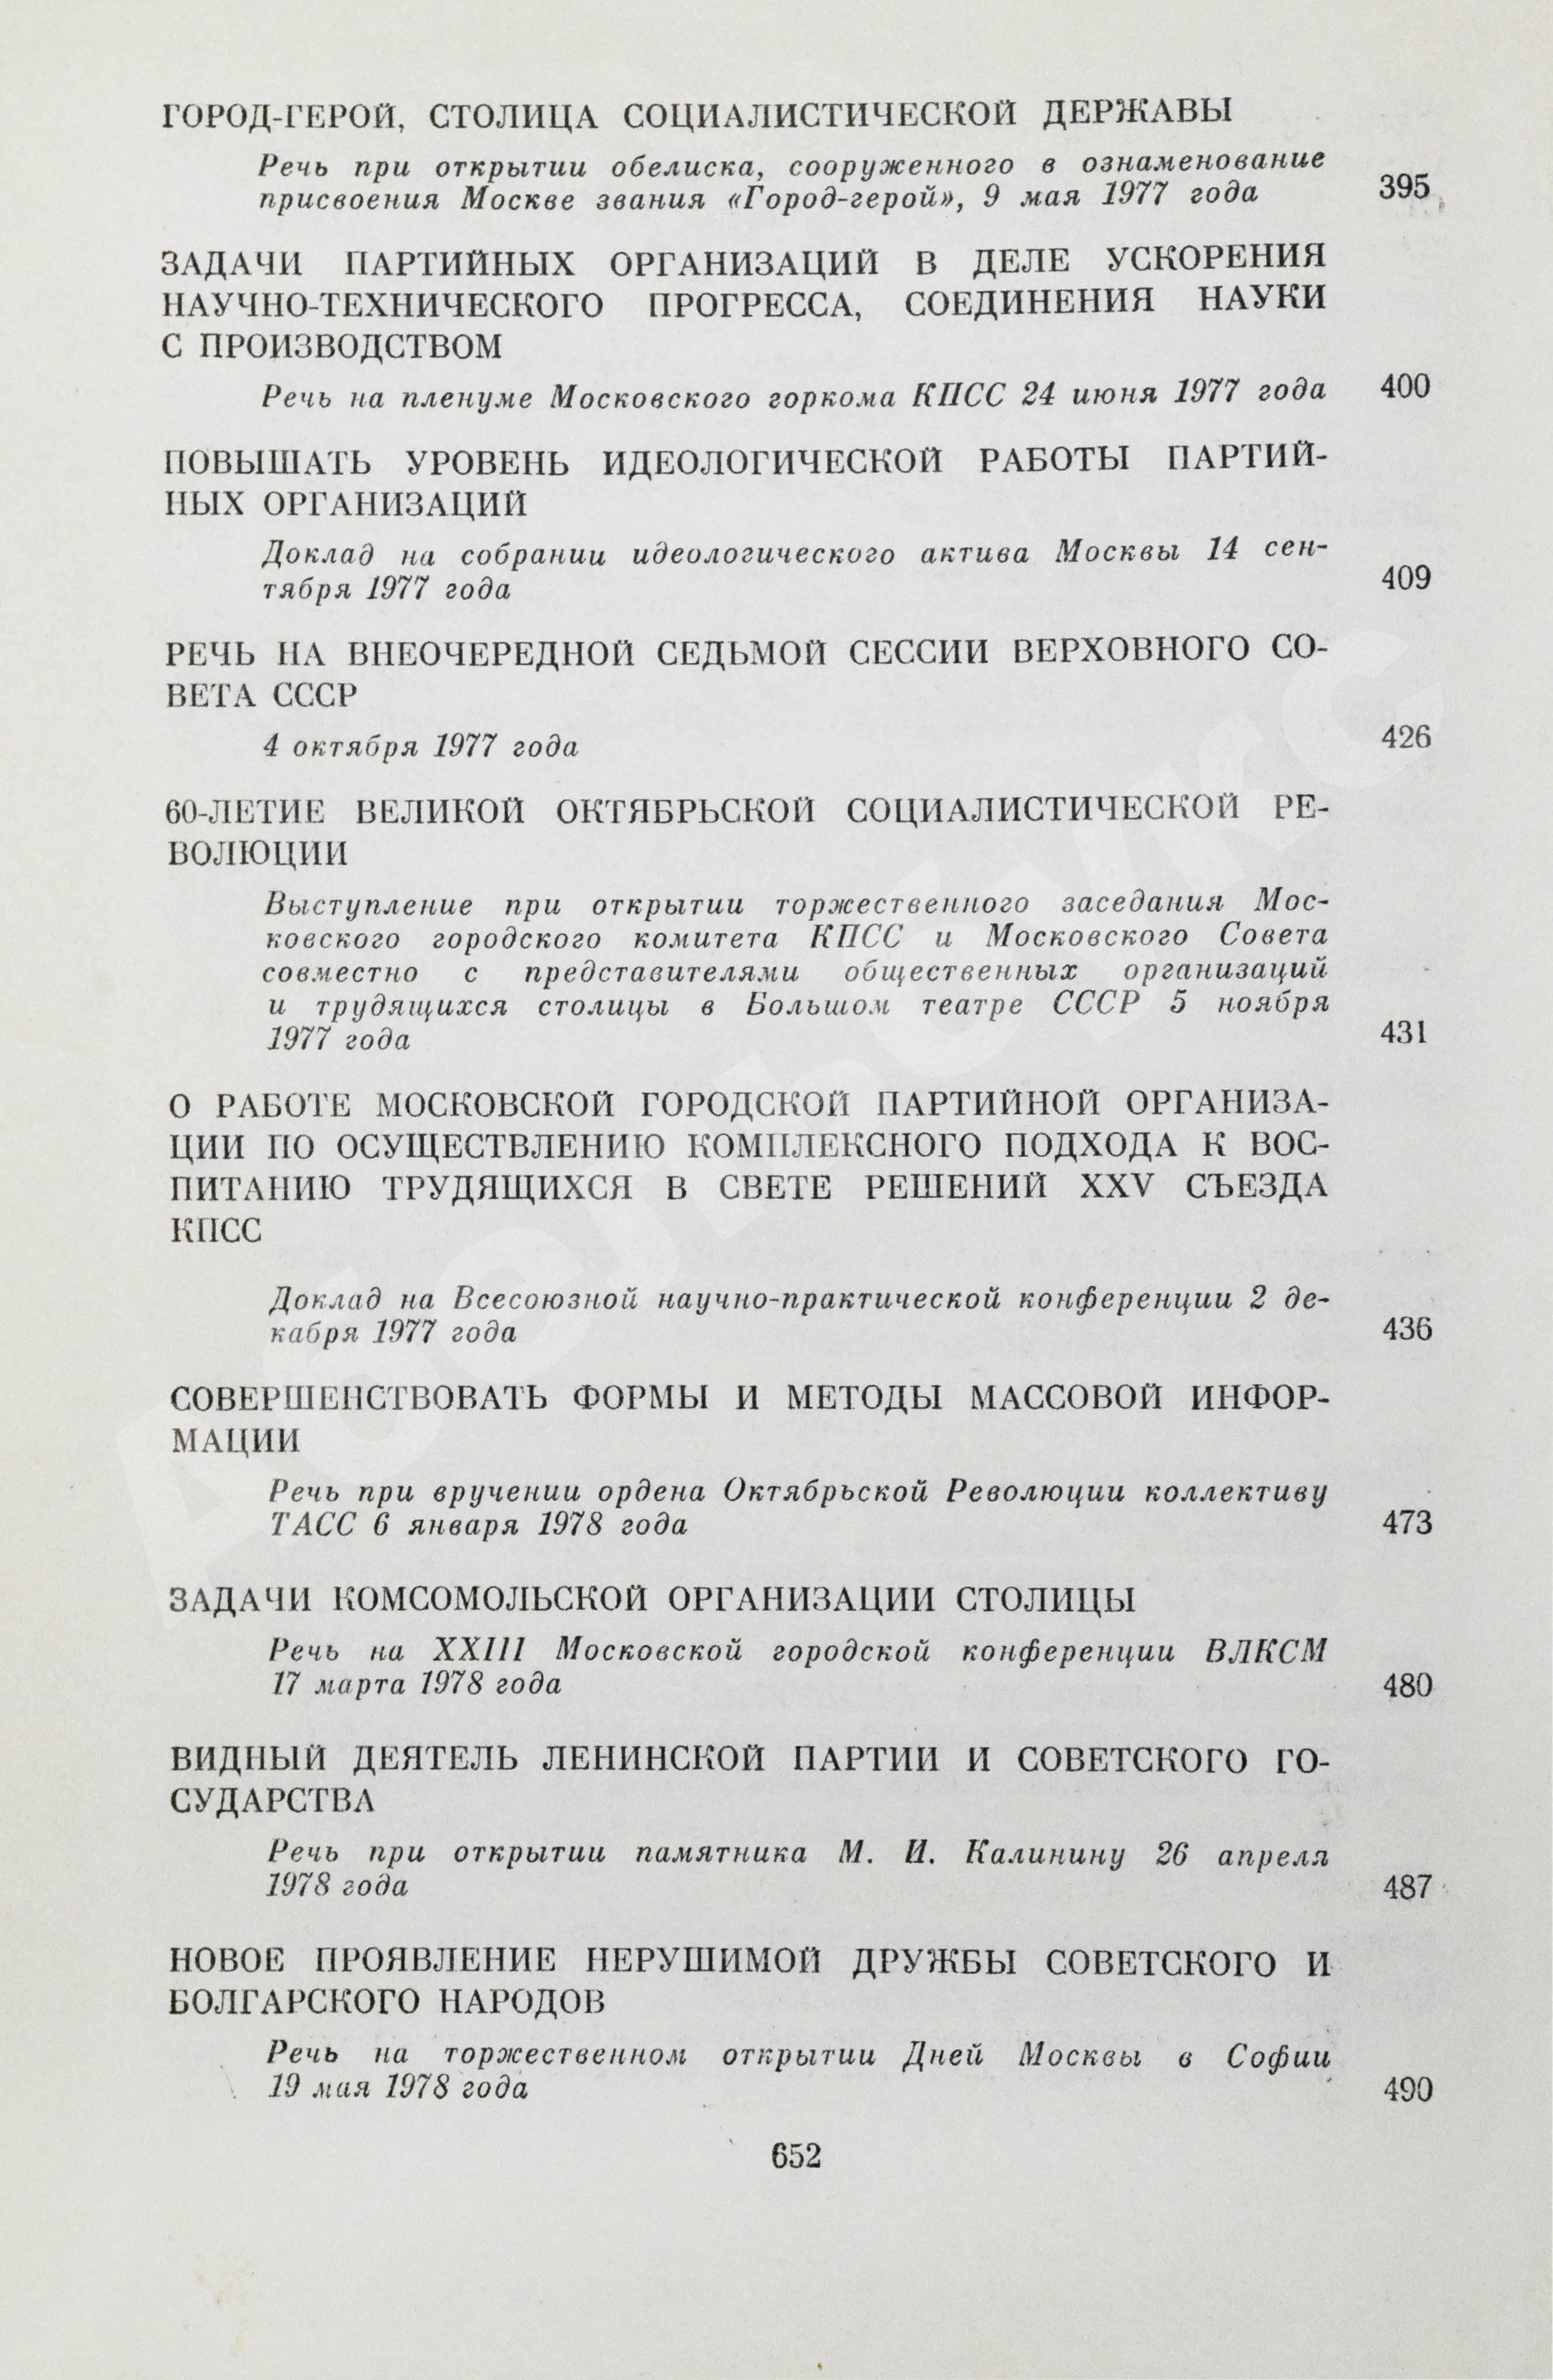 ГОРОД-ГЕРОЙ, СТОЛИЦА СОЦИАЛИСТИЧЕСКОЙ ДЕРЖАВЫ
Речь при открытии обелиска, сооруженного в ознаменование
присвоения Москве звания «Город-герой», 9 мая 1977 года 395
ЗАДАЧИ ПАРТИЙНЫХ ОРГАНИЗАЦИЙ В ДЕЛЕ УСКОРЕНИЯ
НАУЧНО-ТЕХНИЧЕСКОГО ПРОГРЕССА, СОЕДИНЕНИЯ НАУКИ
С ПРОИЗВОДСТВОМ
Речь на пленуме Московского горкома КПСС 24 июня 1977 года 400
ПОВЫШАТЬ УРОВЕНЬ ИДЕОЛОГИЧЕСКОЙ РАБОТЫ ПАРТИЙ-
НЫХ ОРГАНИЗАЦИЙ
Доклад на собрании идеологического актива Москвы 14 сен-
тября 1977 года 409
РЕЧЬ НА ВНЕОЧЕРЕДНОЙ СЕДЬМОЙ СЕССИИ ВЕРХОВНОГО СО-
ВЕТА СССР
4 октября 1977 года 426
60-ЛЕТИЕ ВЕЛИКОЙ ОКТЯБРЬСКОЙ СОЦИАЛИСТИЧЕСКОЙ РЕ-
ВОЛЮЦИИ
Выступление при открытии торжественного заседания Мос-
ковского городского комитета КПСС и Московского Совета
совместно с представителями общественных организаций
и трудящихся столицы в Большом театре СССР 5 ноября
1977 года 431
О РАБОТЕ МОСКОВСКОЙ ГОРОДСКОЙ ПАРТИЙНОЙ ОРГАНИЗА-
ЦИИ ПО ОСУЩЕСТВЛЕНИЮ КОМПЛЕКСНОГО ПОДХОДА К ВОС-
ПИТАНИЮ ТРУДЯЩИХСЯ В СВЕТЕ РЕШЕНИЙ XXV СЪЕЗДА
КПСС
Доклад на Всесоюзной научно-практической конференции 2 де-
кабря 1977 года 436
СОВЕРШЕНСТВОВАТЬ ФОРМЫ И МЕТОДЫ МАССОВОЙ ИНФОР-
МАЦИИ
Речь при вручении ордена Октябрьской Революции коллективу
ТАСС 6 января 1978 года 473
ЗАДАЧИ КОМСОМОЛЬСКОЙ ОРГАНИЗАЦИИ СТОЛИЦЫ
Речь на XXIII Московской городской конференции ВЛКСМ
17 марта 1978 года 480
ВИДНЫЙ ДЕЯТЕЛЬ ЛЕНИНСКОЙ ПАРТИИ И СОВЕТСКОГО ГО-
СУДАРСТВА
Речь при открытии памятника М. И. Калинину 26 апреля
1978 года 487
НОВОЕ ПРОЯВЛЕНИЕ НЕРУШИМОЙ ДРУЖБЫ СОВЕТСКОГО И
БОЛГАРСКОГО НАРОДОВ
Речь на торжественном открытии Дней Москвы в Софии
19 мая 1978 года 490
652